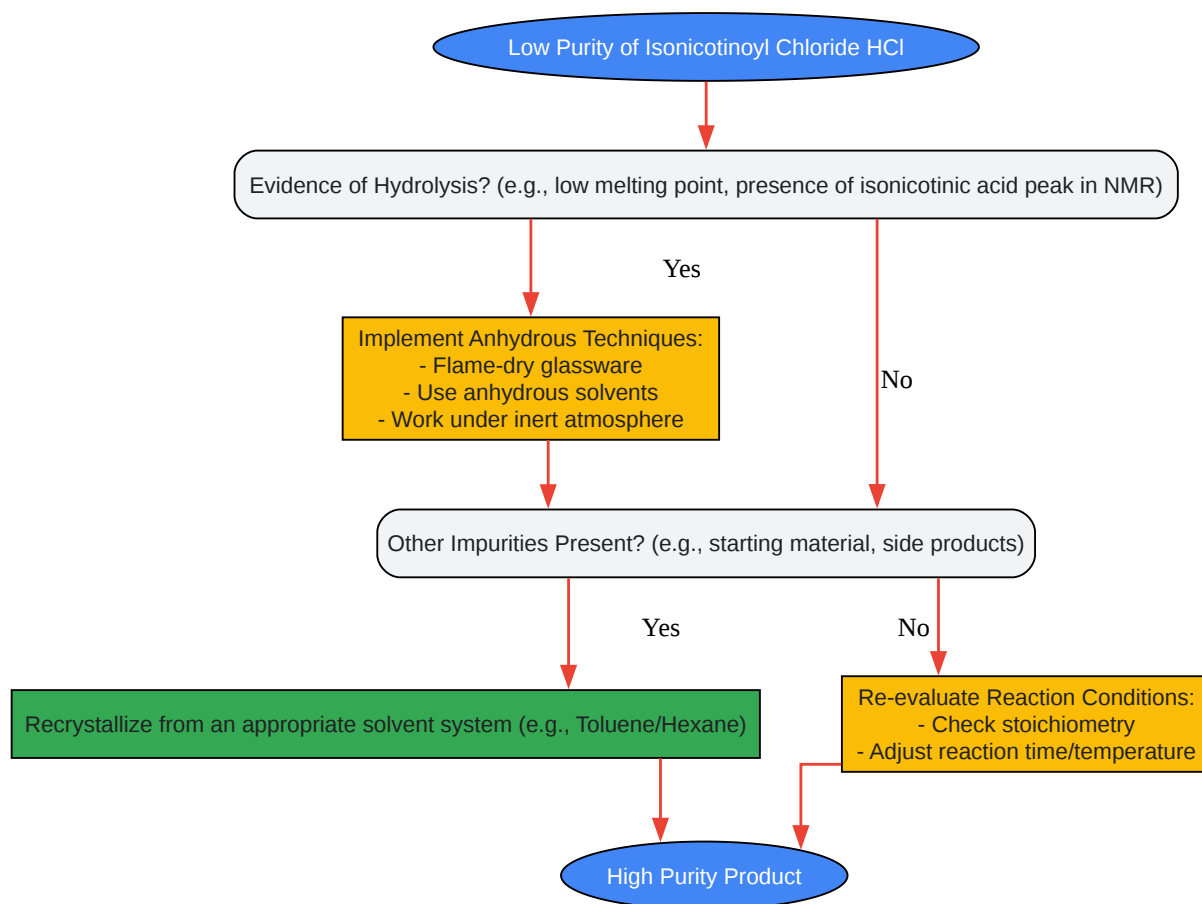 Low Purity of Isonicotinoyl Chloride HCl
Evidence of Hydrolysis? (e.g., low melting point, presence of isonicotinic acid peak in NMR)
Yes
Implement Anhydrous Techniques:
- Flame-dry glassware
- Use anhydrous solvents
- Work under inert atmosphere
No
Other Impurities Present? (e.g., starting material, side products)
Yes
No
Recrystallize from an appropriate solvent system (e.g., Toluene/Hexane)
Re-evaluate Reaction Conditions:
- Check stoichiometry
- Adjust reaction time/temperature
High Purity Product